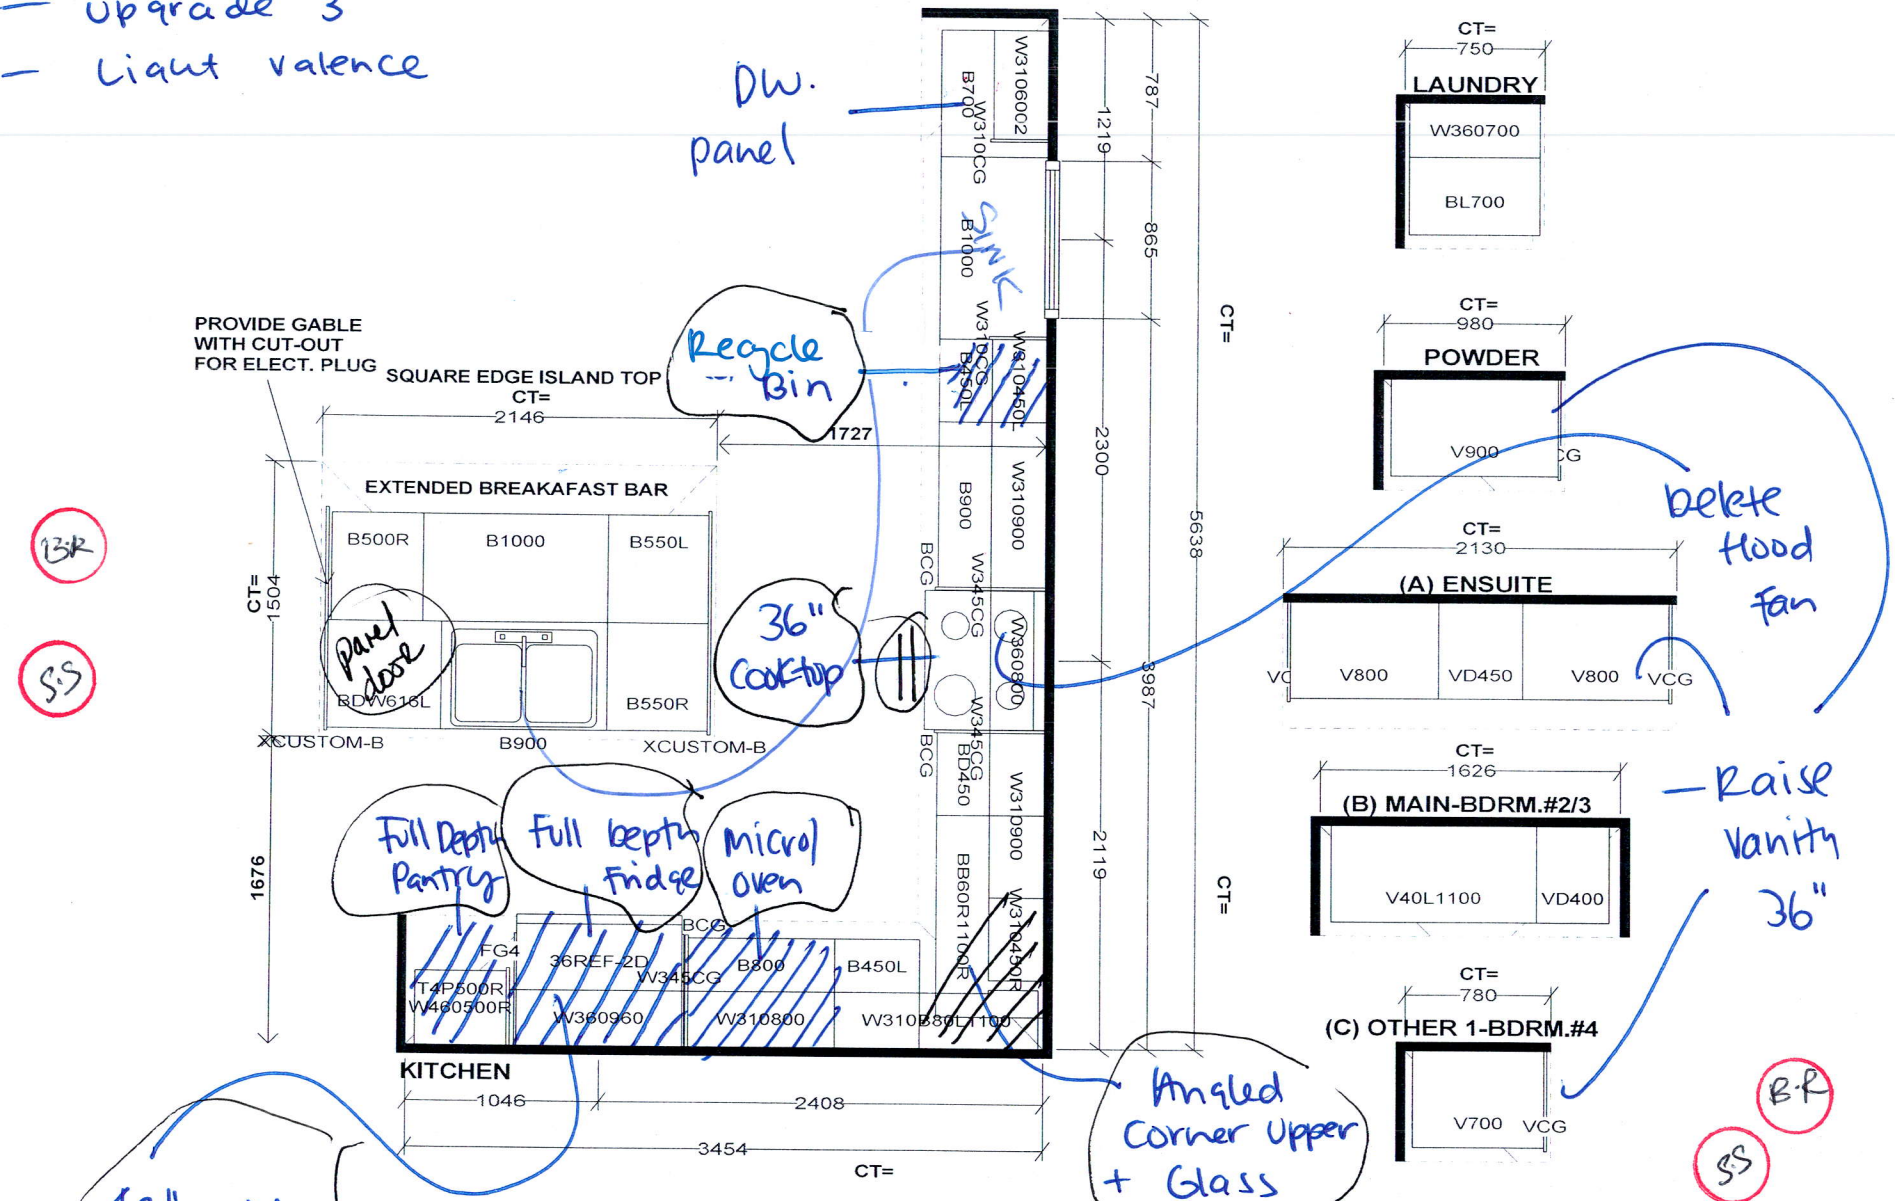 — Upgrade 3
— Light valence
DW.
panel
B700
W3106002
W310CG
787
1219
SINK
B1000
865
CT=
750
LAUNDRY
W360700
BL700
PROVIDE GABLE
WITH CUT-OUT
FOR ELECT. PLUG
SQUARE EDGE ISLAND TOP
CT=
2146
Recycle
Bin
W310CG
B450L
W310450L
1727
2300
CT=
CT=
980
POWDER
V900
CG
EXTENDED BREAKAFAST BAR
B500R
B1000
B550L
CT=
1504
panel
door
BDW616L
B550R
XCUSTOM-B
B900
XCUSTOM-B
B.R
S.S
36"
Cooktop
B900
W310900
BCG
W345CG
W360800
W345CG
BCG
BD450
W310900
5638
3987
2119
Delete
Hood
Fan
CT=
2130
(A) ENSUITE
VC
V800
VD450
V800
VCG
CT=
1626
(B) MAIN-BDRM.#2/3
V40L1100
VD400
— Raise
Vanity
36"
1676
Full Depth
Pantry
Full Depth
Fridge
Micro/
oven
BB60R1100R
W310450R
CT=
FG4
BCG
36REF-2D
W345CG
B800
B450L
T4P500R
W460500R
W360960
W310800
W310B80L1100
KITCHEN
1046
2408
3454
CT=
Angled
Corner Upper
+ Glass
CT=
780
(C) OTHER 1-BDRM.#4
V700
VCG
B.R
S.S